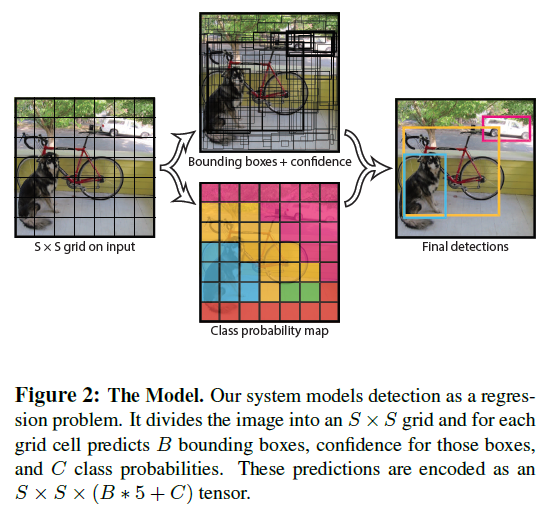 Bounding boxes + confidence
S × S grid on input
Final detections
Class probability map
Figure 2: The Model. Our system models detection as a regres-
sion problem. It divides the image into an S × S grid and for each
grid cell predicts B bounding boxes, confidence for those boxes,
and C class probabilities. These predictions are encoded as an
S × S × (B ∗ 5 + C) tensor.